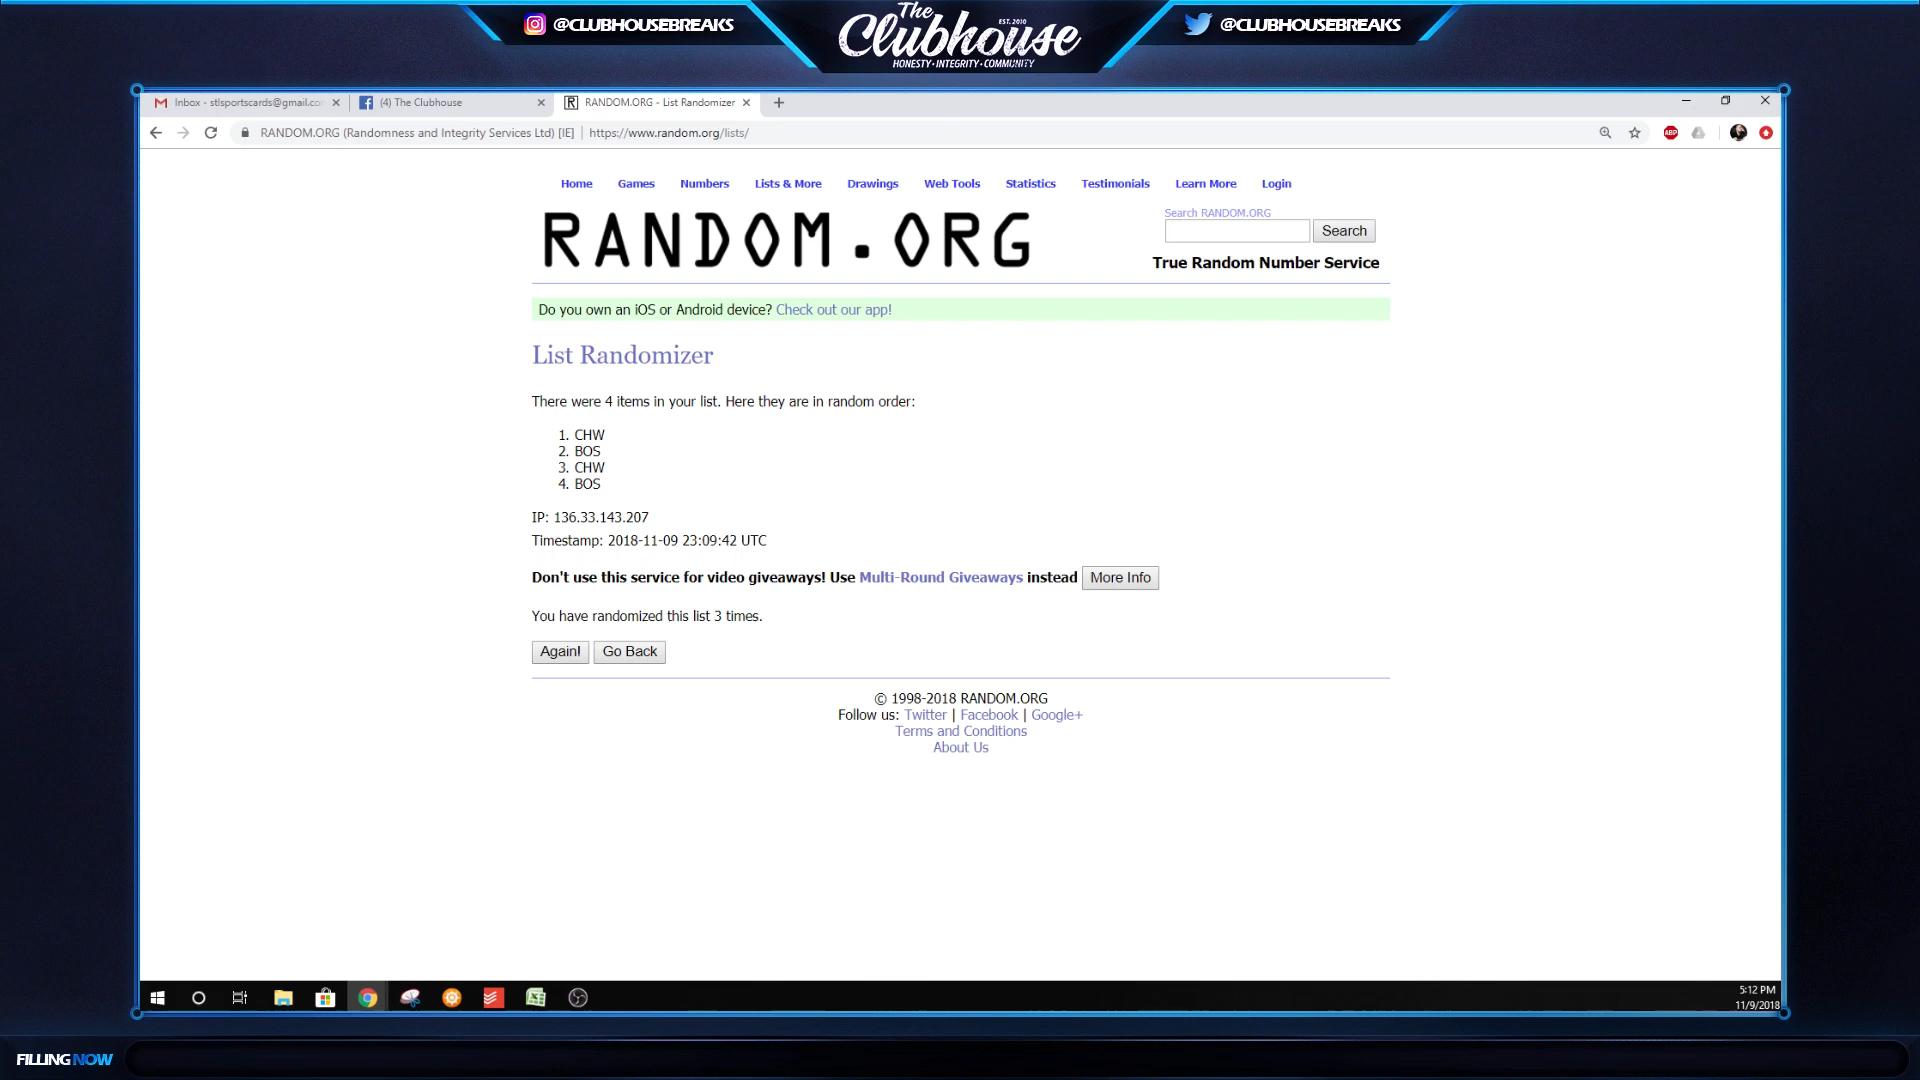 @CLUBHOUSEBREAKS
The
Clubhouse
EST. 2010
HONESTY • INTEGRITY • COMMUNITY
@CLUBHOUSEBREAKS
Inbox - stlsportscards@gmail.co
(4) The Clubhouse
RANDOM.ORG - List Randomizer
RANDOM.ORG (Randomness and Integrity Services Ltd) [IE] | https://www.random.org/lists/
ABP
Home Games Numbers Lists & More Drawings Web Tools Statistics Testimonials Learn More Login
RANDOM.ORG
Search RANDOM.ORG
Search
True Random Number Service
Do you own an iOS or Android device? Check out our app!
List Randomizer
There were 4 items in your list. Here they are in random order:
1. CHW
2. BOS
3. CHW
4. BOS
IP: 136.33.143.207
Timestamp: 2018-11-09 23:09:42 UTC
Don't use this service for video giveaways! Use Multi-Round Giveaways instead More Info
You have randomized this list 3 times.
Again! Go Back
© 1998-2018 RANDOM.ORG
Follow us: Twitter | Facebook | Google+
Terms and Conditions
About Us
5:12 PM
11/9/2018
FILLING NOW